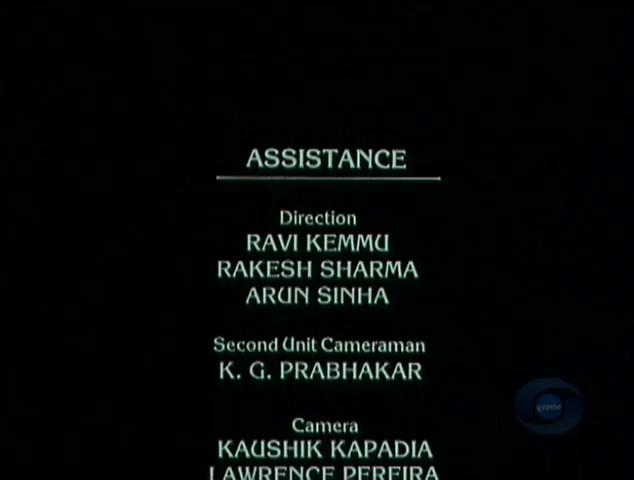 ASSISTANCE
Direction
RAVI KEMMU
RAKESH SHARMA
ARUN SINHA
Second Unit Cameraman
K. G. PRABHAKAR
Camera
KAUSHIK KAPADIA
LAWRENCE PEREIRA